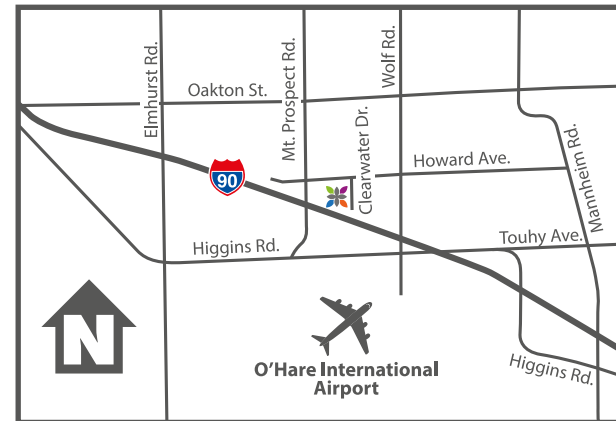 Elmhurst Rd.
Mt. Prospect Rd.
Wolf Rd.
Oakton St.
Clearwater Dr.
Mannheim Rd.
Howard Ave.
90
Higgins Rd.
Touhy Ave.
N
O'Hare International
Airport
Higgins Rd.